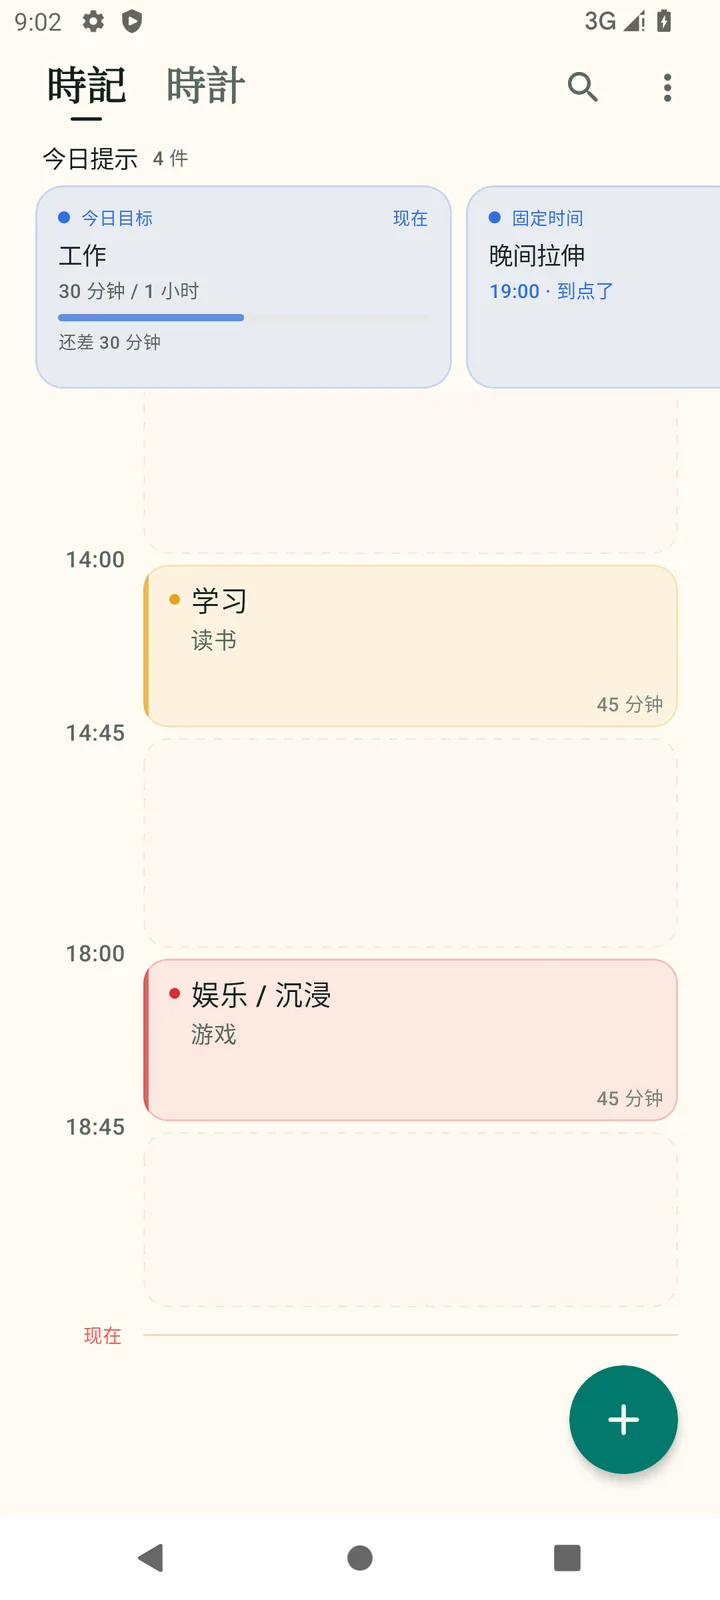 9:02
3G
時記 時計
今日提示 4 件
今日目标 现在
工作
30 分钟 / 1 小时
还差 30 分钟
固定时间
晚间拉伸
19:00 · 到点了
14:00
学习
读书
45 分钟
14:45
18:00
娱乐 / 沉浸
游戏
45 分钟
18:45
现在